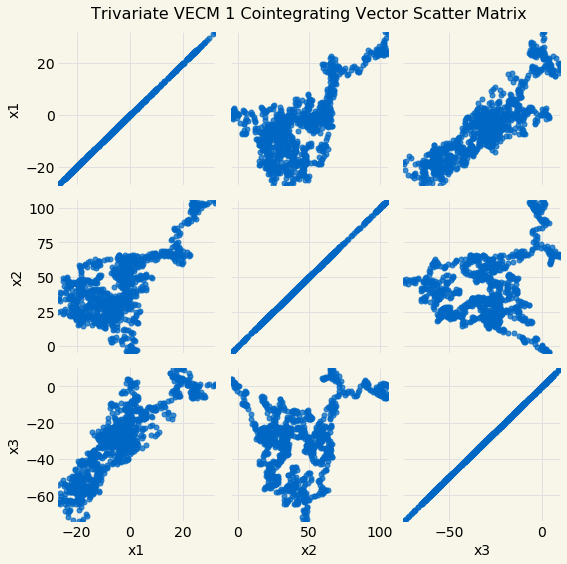 Trivariate VECM 1 Cointegrating Vector Scatter Matrix
20
0
−20
x1
100
75
50
25
0
x2
0
−20
−40
−60
x3
−20 0 20
0 50 100
−50 0
x1 x2 x3